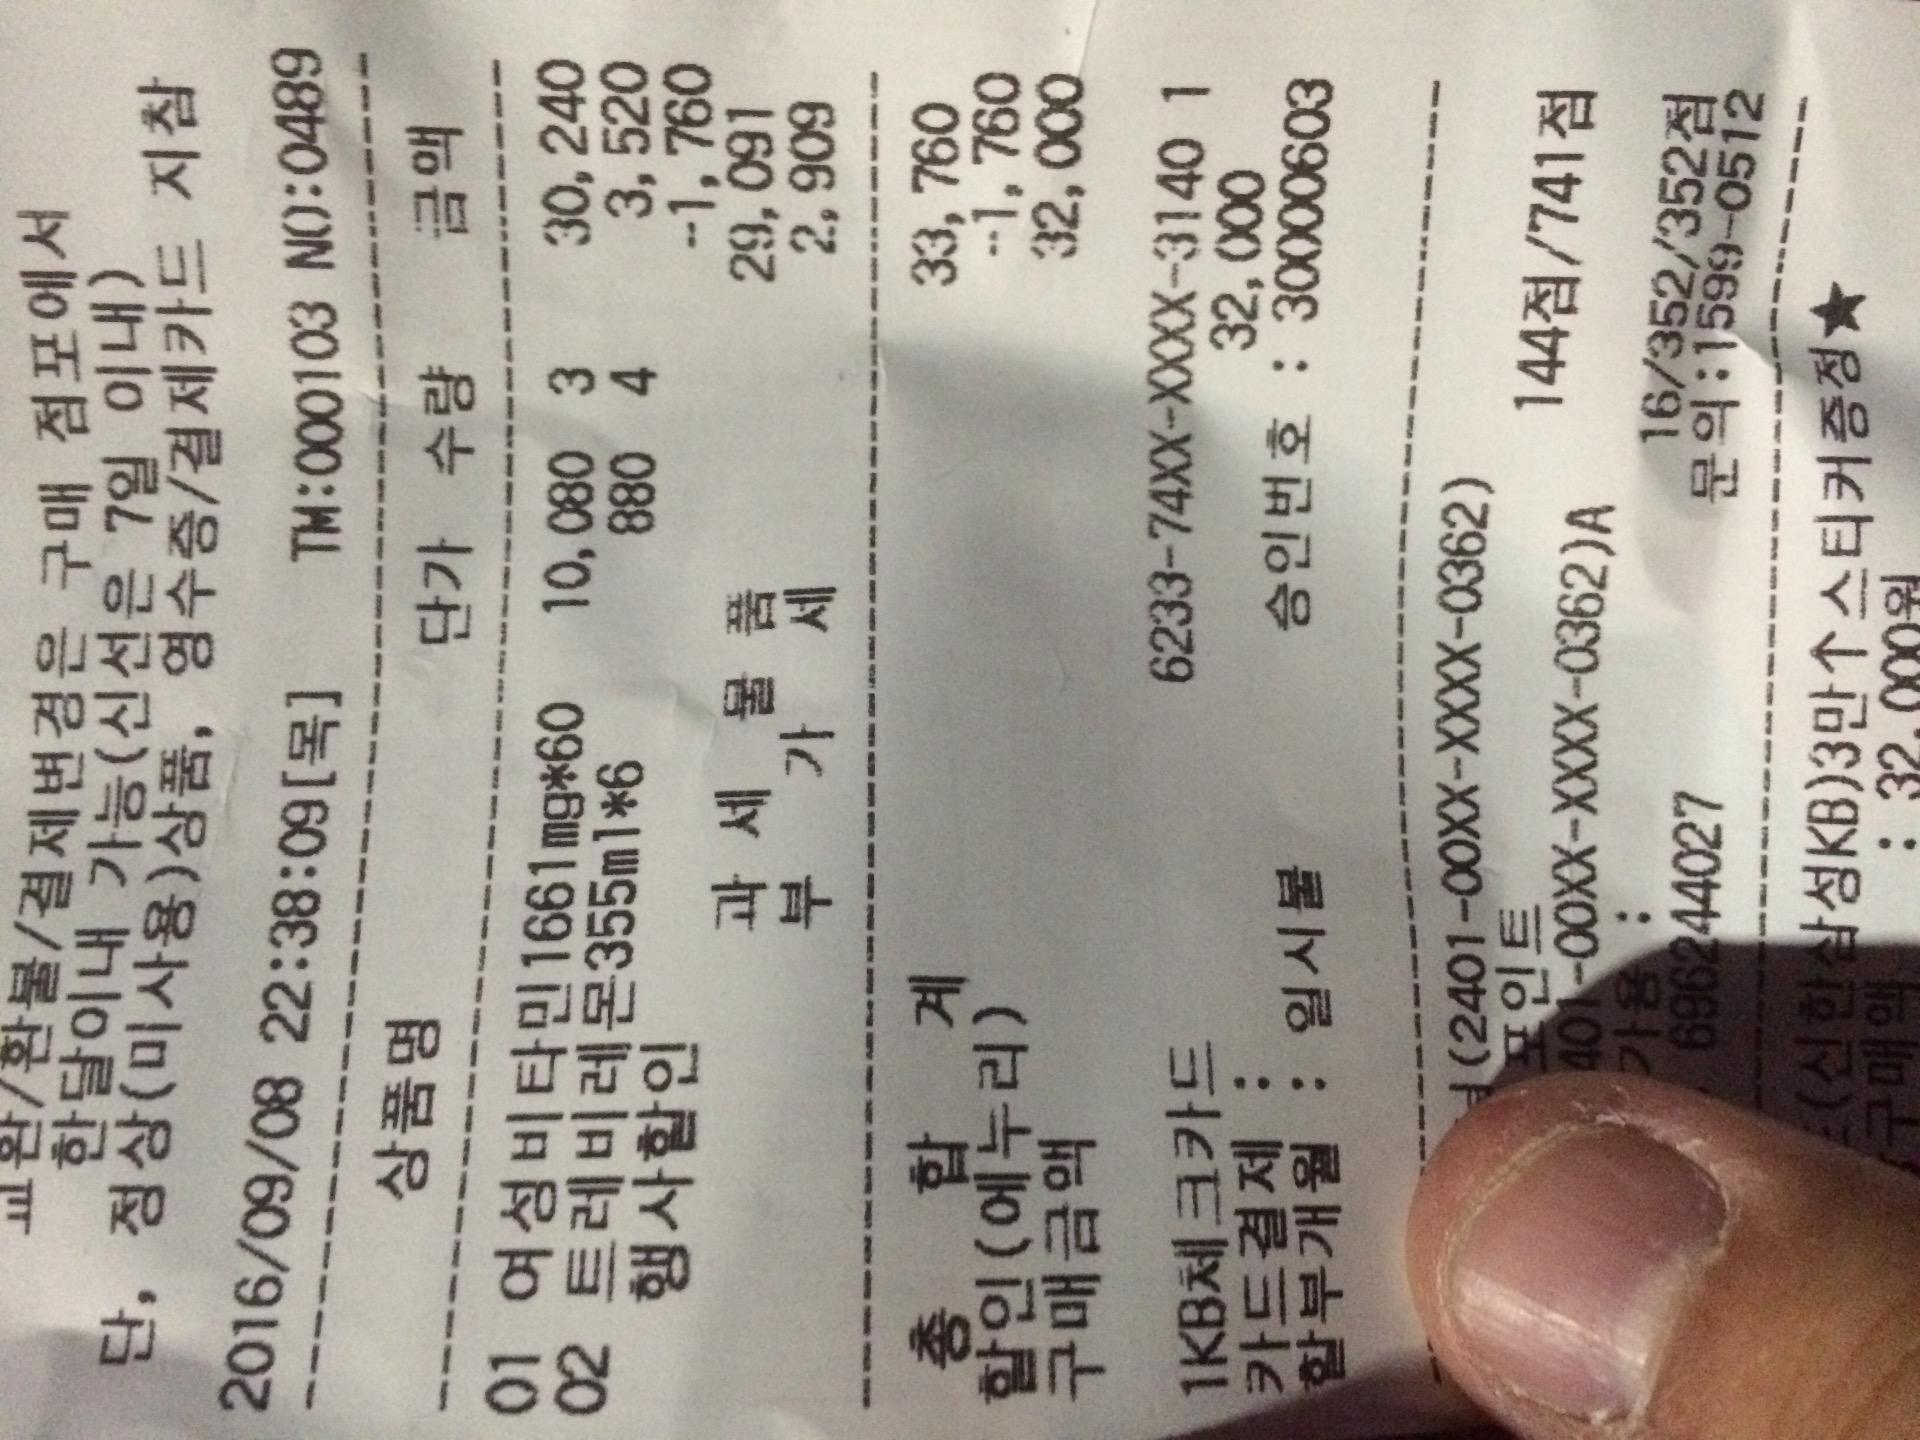 교환/환불/결제변경은 구매 점포에서
한달이내 가능(신선은 7일 이내)
단, 정상(미사용)상품, 영수증/결제카드 지참
2016/09/08 22:38:09[목] TM:000103 NO:0489
상품명 단가 수량 금액
01 여성비타민1661mg*60 10,080 3 30,240
02 트레비레몬355ml*6 880 4 3,520
행사할인 --1,760
과 세 물 품 29,091
부 가 세 2,909
총 합 계 33,760
할인(에누리) --1,760
구매금액 32,000
1KB체크카드 6233-74XX-XXXX-3140 1
카드결제 : 32,000
할부개월 : 일시불 승인번호 : 30000603
(2401-00XX-XXXX-0362)
포인트 144점/741점
401-00XX-XXXX-0362)A
가용 : 16/352/352점
696244027 문의:1599-0512
(신한삼성KB)3만↑스티커증정★
구매액 : 32,000원